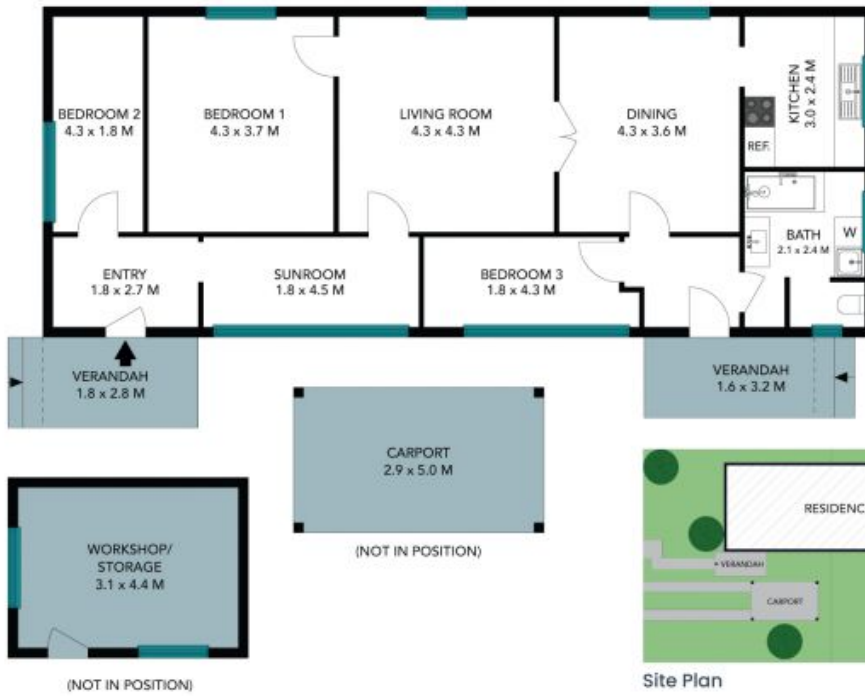 BEDROOM 2
4.3 x 1.8 M
BEDROOM 1
4.3 x 3.7 M
LIVING ROOM
4.3 x 4.3 M
DINING
4.3 x 3.6 M
KITCHEN
3.0 x 2.4 M
REF.
BATH
2.1 x 2.4 M
W
ENTRY
1.8 x 2.7 M
SUNROOM
1.8 x 4.5 M
BEDROOM 3
1.8 x 4.3 M
VERANDAH
1.8 x 2.8 M
VERANDAH
1.6 x 3.2 M
CARPORT
2.9 x 5.0 M
(NOT IN POSITION)
WORKSHOP/
STORAGE
3.1 x 4.4 M
(NOT IN POSITION)
RESIDENC
VERANDAH
CARPORT
Site Plan